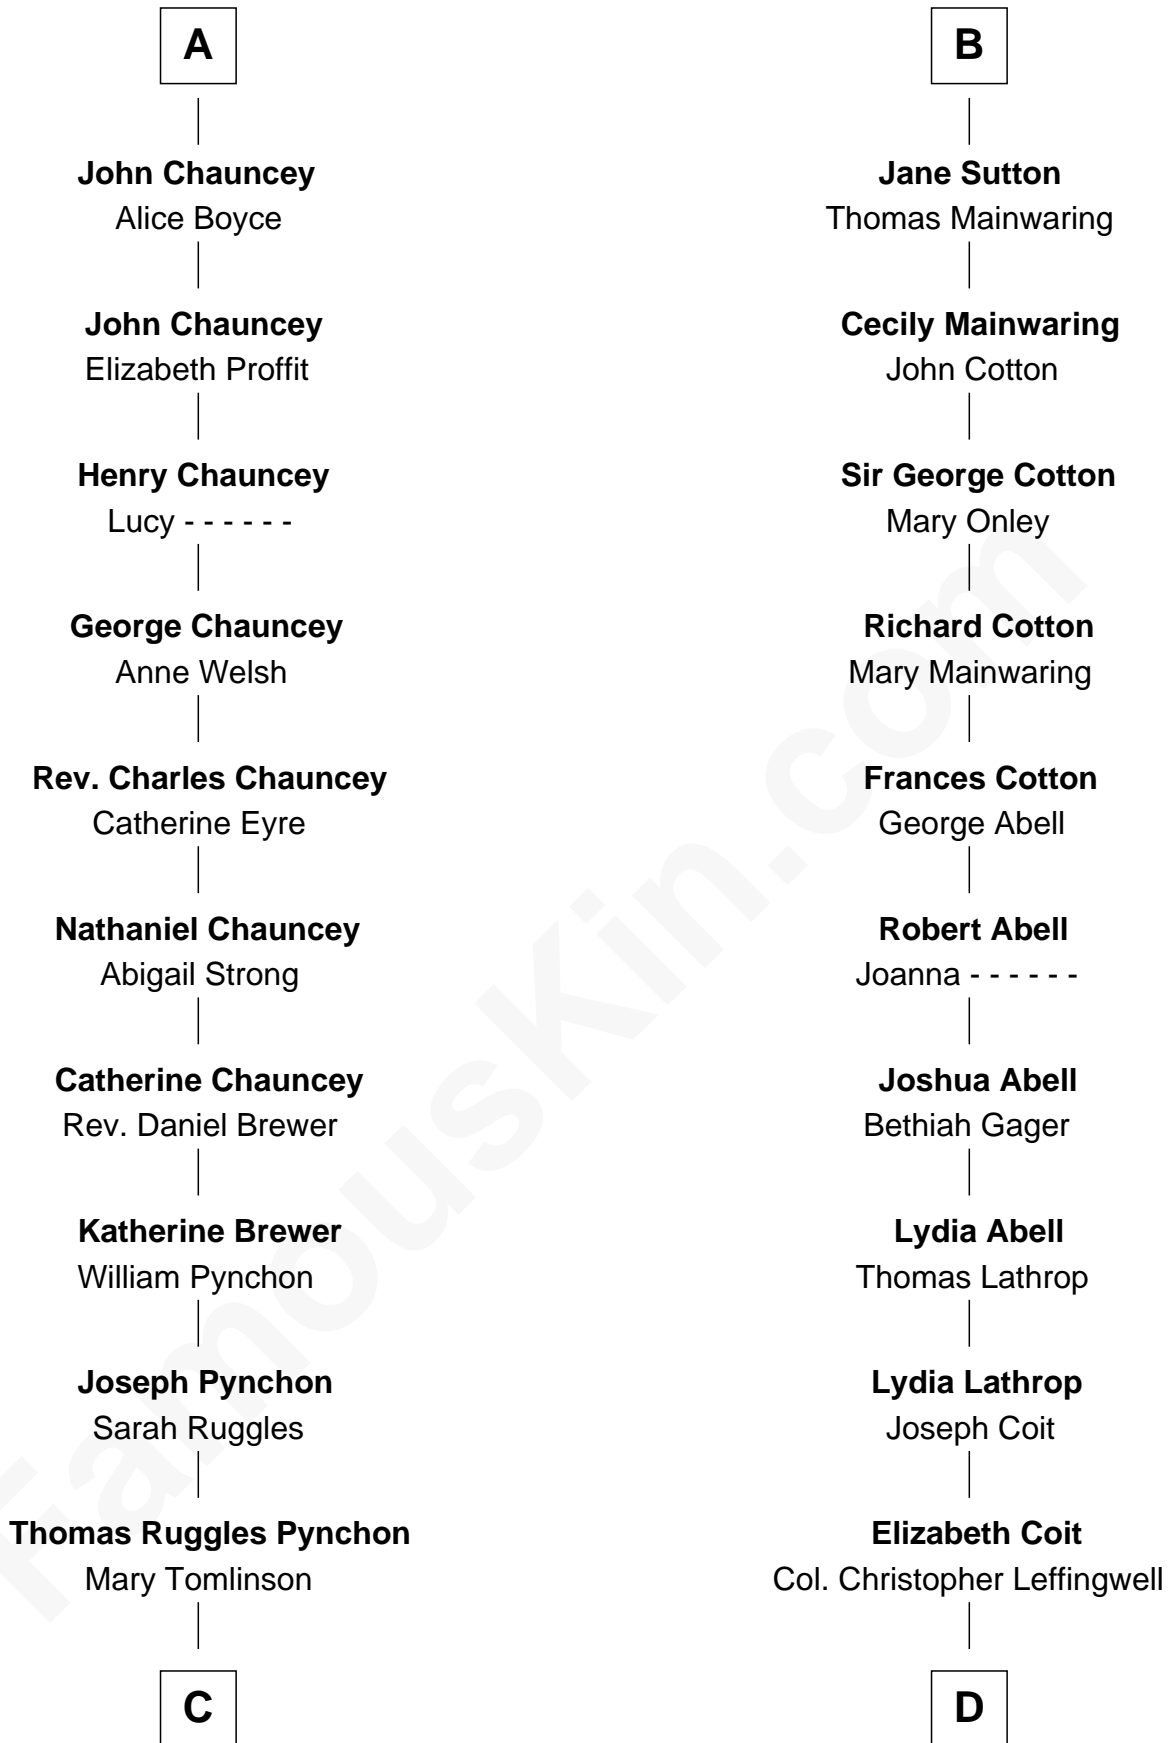 A
John Chauncey
Alice Boyce
John Chauncey
Elizabeth Proffit
Henry Chauncey
Lucy - - - - - -
George Chauncey
Anne Welsh
Rev. Charles Chauncey
Catherine Eyre
Nathaniel Chauncey
Abigail Strong
Catherine Chauncey
Rev. Daniel Brewer
Katherine Brewer
William Pynchon
Joseph Pynchon
Sarah Ruggles
Thomas Ruggles Pynchon
Mary Tomlinson
C
B
Jane Sutton
Thomas Mainwaring
Cecily Mainwaring
John Cotton
Sir George Cotton
Mary Onley
Richard Cotton
Mary Mainwaring
Frances Cotton
George Abell
Robert Abell
Joanna - - - - - -
Joshua Abell
Bethiah Gager
Lydia Abell
Thomas Lathrop
Lydia Lathrop
Joseph Coit
Elizabeth Coit
Col. Christopher Leffingwell
D
FamousKin.com